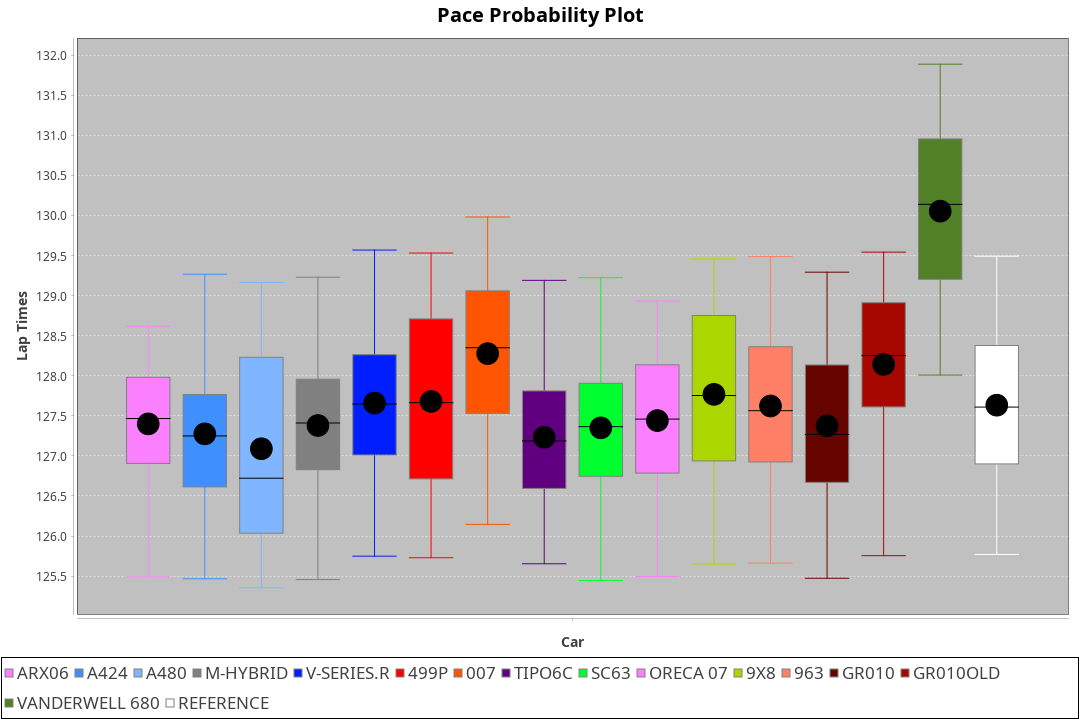 Pace Probability Plot
132.0
131.5
131.0
130.5
130.0
129.5
129.0
128.5
128.0
127.5
127.0
126.5
126.0
125.5
Lap Times
Car
ARX06 A424 A480 M-HYBRID V-SERIES.R 499P 007 TIPO6C SC63 ORECA 07 9X8 963 GR010 GR010OLD
VANDERWELL 680 REFERENCE